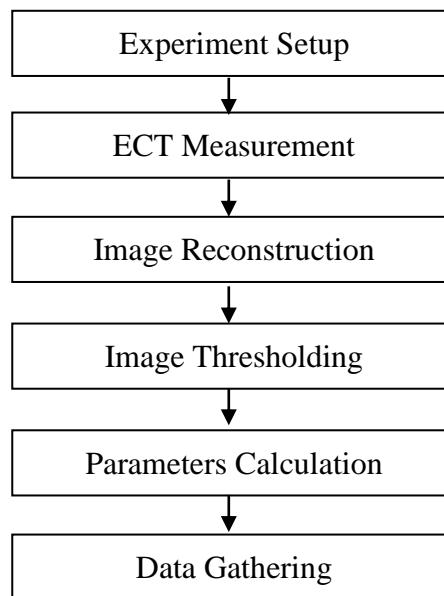 Experiment Setup
ECT Measurement
Image Reconstruction
Image Thresholding
Parameters Calculation
Data Gathering